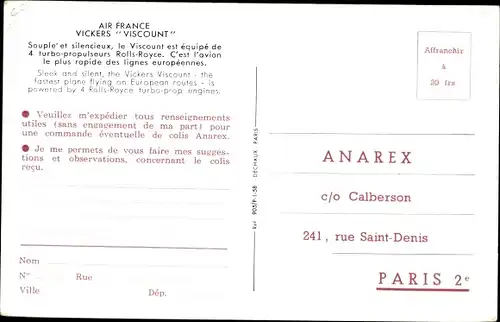 AIR FRANCE
VICKERS "VISCOUNT"
Souple et silencieux, le Viscount est équipé de
4 turbo-propulseurs Rolls-Royce. C'est l'avion
le plus rapide des lignes européennes.
Sleek and silent, the Vickers Viscount - the
fastest plane flying on European routes - is
powered by 4 Rolls-Royce turbo-prop engines.
● Veuillez m'expédier tous renseignements
utiles (sans engagement de ma part) pour
une commande éventuelle de colis Anarex.
● Je me permets de vous faire mes sugges-
tions et observations, concernant le colis
reçu.
Nom
N° Rue
Ville Dép.
DÉCHAUX PARIS
Affranchir
à
20 frs
ANAREX
c/o Calberson
241, rue Saint-Denis
PARIS 2e